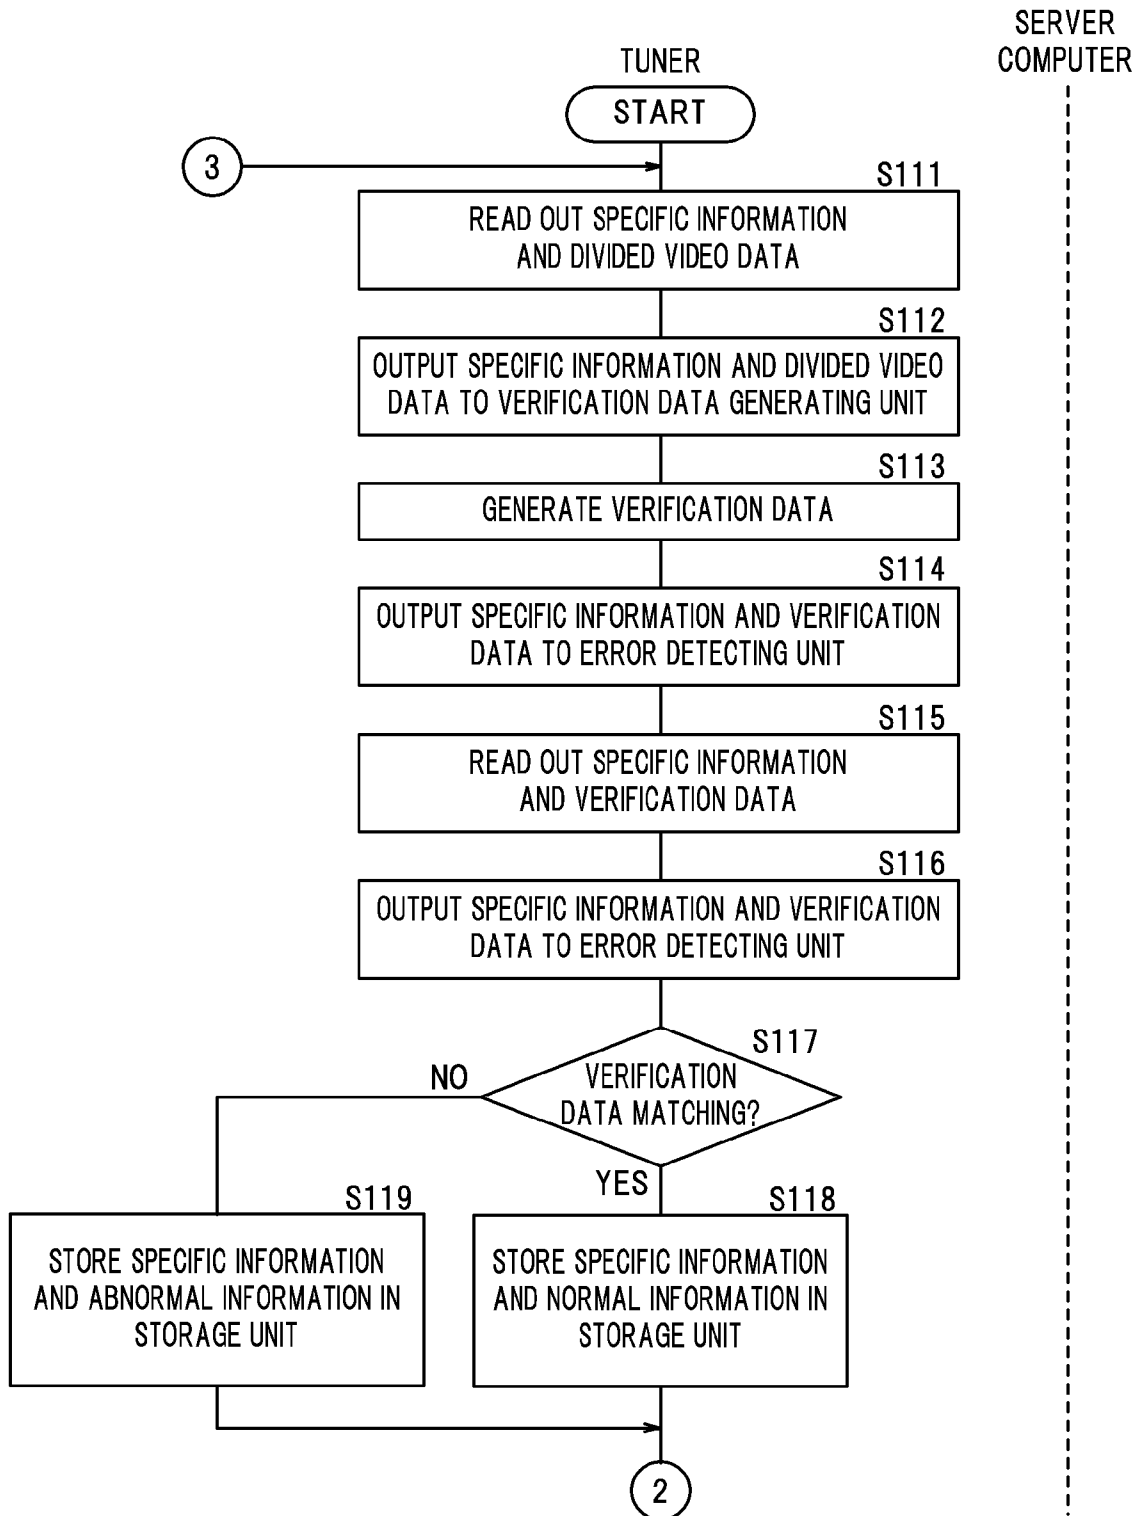 SERVER
COMPUTER
TUNER
START
3
S111
READ OUT SPECIFIC INFORMATION
AND DIVIDED VIDEO DATA
S112
OUTPUT SPECIFIC INFORMATION AND DIVIDED VIDEO
DATA TO VERIFICATION DATA GENERATING UNIT
S113
GENERATE VERIFICATION DATA
S114
OUTPUT SPECIFIC INFORMATION AND VERIFICATION
DATA TO ERROR DETECTING UNIT
S115
READ OUT SPECIFIC INFORMATION
AND VERIFICATION DATA
S116
OUTPUT SPECIFIC INFORMATION AND VERIFICATION
DATA TO ERROR DETECTING UNIT
S117
VERIFICATION
DATA MATCHING?
NO
YES
S119
STORE SPECIFIC INFORMATION
AND ABNORMAL INFORMATION IN
STORAGE UNIT
S118
STORE SPECIFIC INFORMATION
AND NORMAL INFORMATION IN
STORAGE UNIT
2